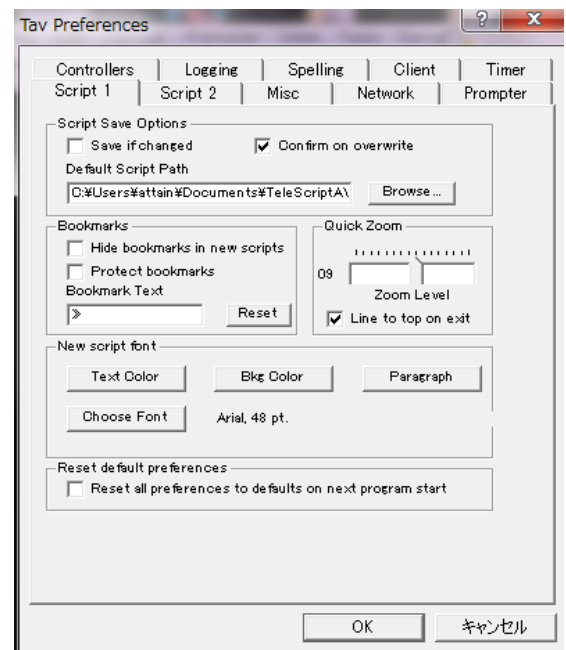 Tav Preferences
? X
Controllers Logging Spelling Client Timer
Script 1 Script 2 Misc Network Prompter
Script Save Options
Save if changed Confirm on overwrite
Default Script Path
C:¥Users¥attain¥Documents¥TeleScriptA\ Browse...
Bookmarks Quick Zoom
Hide bookmarks in new scripts
Protect bookmarks 09
Bookmark Text Zoom Level
» Reset Line to top on exit
New script font
Text Color Bkg Color Paragraph
Choose Font Arial, 48 pt.
Reset default preferences
Reset all preferences to defaults on next program start
OK キャンセル